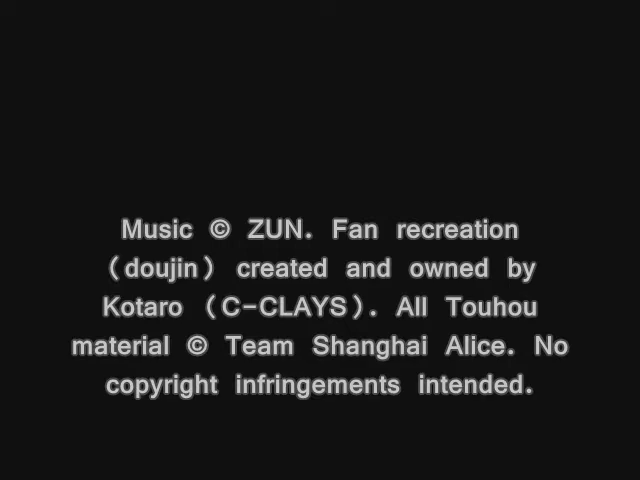 Music © ZUN. Fan recreation
(doujin) created and owned by
Kotaro (C-CLAYS). All Touhou
material © Team Shanghai Alice. No
copyright infringements intended.